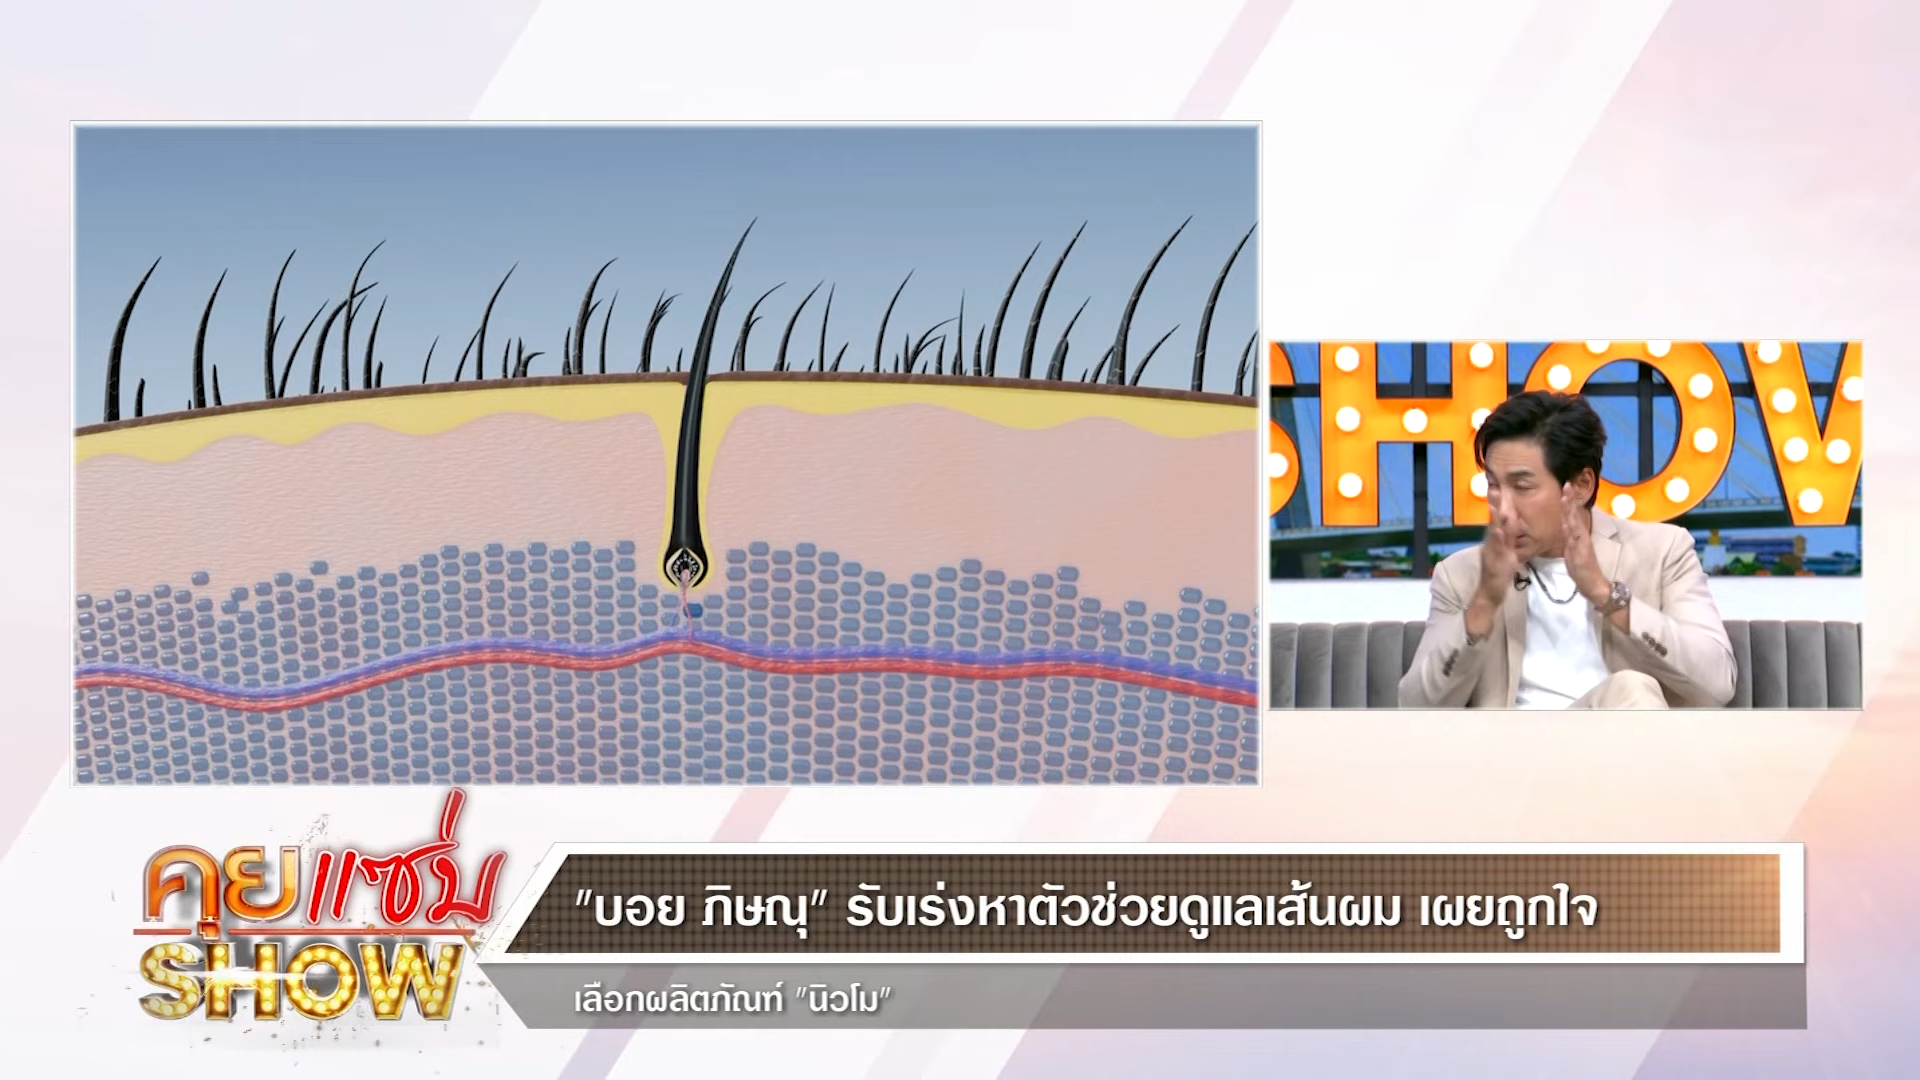 SHOW
คุยแซ่บ
SHOW
"บอย ภิษณุ" รับเร่งหาตัวช่วยดูแลเส้นผม เผยถูกใจ
เลือกผลิตภัณฑ์ "นิวโม"